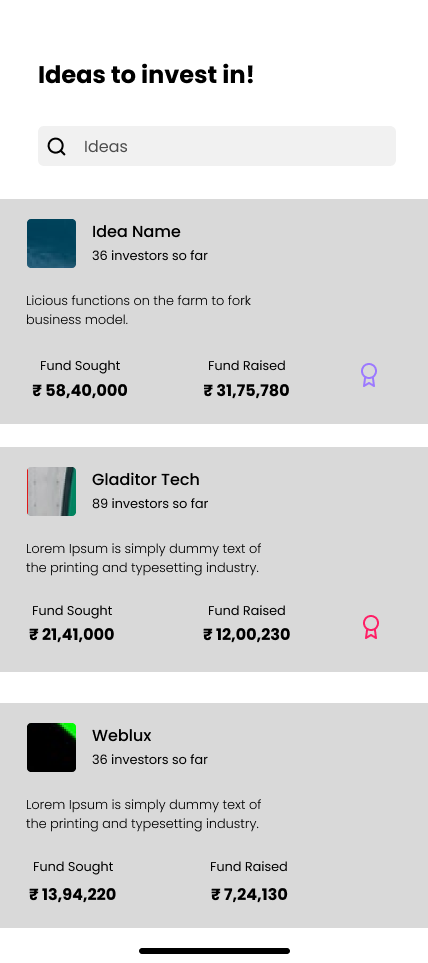 Ideas to invest in!
Ideas
Idea Name
36 investors so far
Licious functions on the farm to fork
business model.
Fund Sought Fund Raised
₹ 58,40,000 ₹ 31,75,780
Gladitor Tech
89 investors so far
Lorem Ipsum is simply dummy text of
the printing and typesetting industry.
Fund Sought Fund Raised
₹ 21,41,000 ₹ 12,00,230
Weblux
36 investors so far
Lorem Ipsum is simply dummy text of
the printing and typesetting industry.
Fund Sought Fund Raised
₹ 13,94,220 ₹ 7,24,130